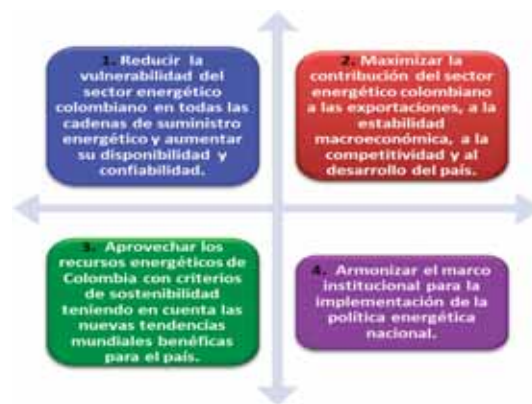 1. Reducir la
vulnerabilidad del
sector energético
colombiano en todas las
cadenas de suministro
energético y aumentar
su disponibilidad y
confiabilidad.
2. Maximizar la
contribución del sector
energético colombiano
a las exportaciones, a la
estabilidad
macroeconómica, a la
competitividad y al
desarrollo del país.
3. Aprovechar los
recursos energéticos de
Colombia con criterios
de sostenibilidad
teniendo en cuenta las
nuevas tendencias
mundiales benéficas
para el país.
4. Armonizar el marco
institucional para la
implementación de la
política energética
nacional.